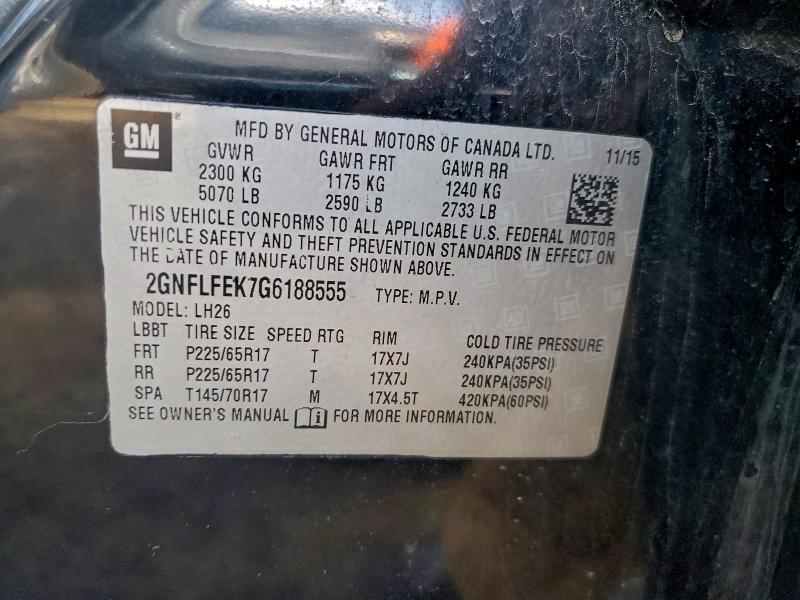 GM® MFD BY GENERAL MOTORS OF CANADA LTD. 11/15
GVWR GAWR FRT GAWR RR
2300 KG 1175 KG 1240 KG
5070 LB 2590 LB 2733 LB
THIS VEHICLE CONFORMS TO ALL APPLICABLE U.S. FEDERAL MOTOR
VEHICLE SAFETY AND THEFT PREVENTION STANDARDS IN EFFECT ON
THE DATE OF MANUFACTURE SHOWN ABOVE.
2GNFLFEK7G6188555 TYPE: M.P.V.
MODEL: LH26
LBBT TIRE SIZE SPEED RTG RIM COLD TIRE PRESSURE
FRT P225/65R17 T 17X7J 240KPA(35PSI)
RR P225/65R17 T 17X7J 240KPA(35PSI)
SPA T145/70R17 M 17X4.5T 420KPA(60PSI)
SEE OWNER'S MANUAL FOR MORE INFORMATION.